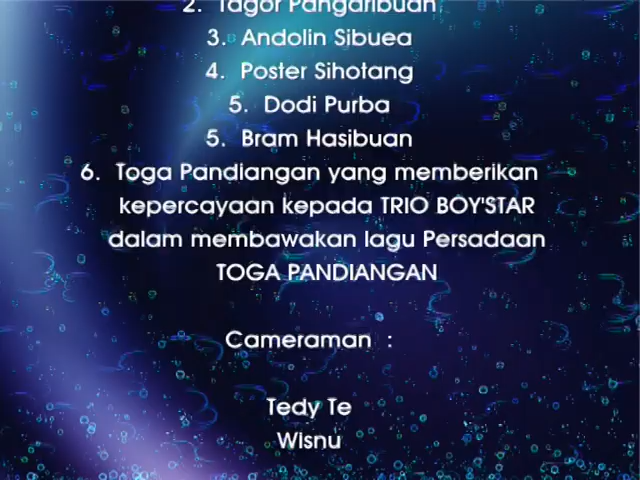 2. Tagor Pangaribuan
3. Andolin Sibuea
4. Poster Sihotang
5. Dodi Purba
5. Bram Hasibuan
6. Toga Pandiangan yang memberikan
kepercayaan kepada TRIO BOY'STAR
dalam membawakan lagu Persadaan
TOGA PANDIANGAN
Cameraman :
Tedy Te
Wisnu